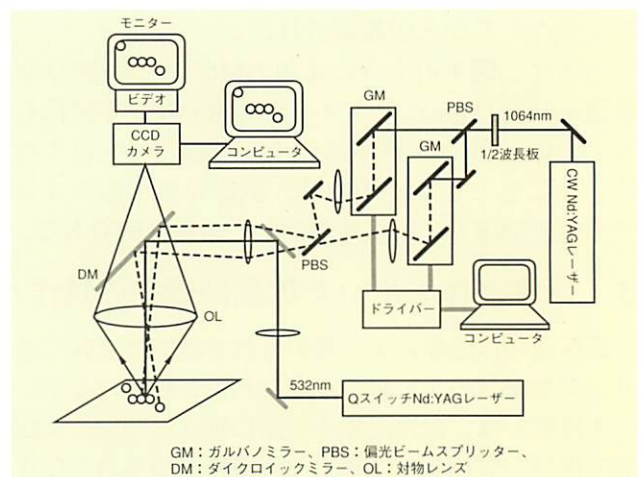 モニター
ビデオ
CCD
カメラ
コンピュータ
GM
GM
PBS
1064nm
1/2波長板
CW Nd:YAGレーザー
DM
PBS
OL
ドライバー
コンピュータ
532nm
QスイッチNd:YAGレーザー
GM：ガルバノミラー、PBS：偏光ビームスプリッター、
DM：ダイクロイックミラー、OL：対物レンズ